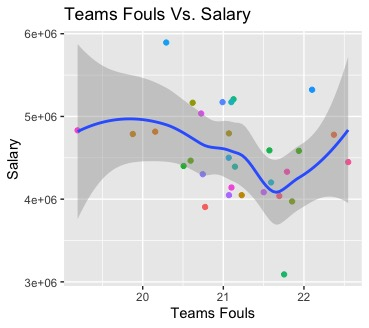 Teams Fouls Vs. Salary
6e+06
5e+06
4e+06
3e+06
Salary
20
21
22
Teams Fouls